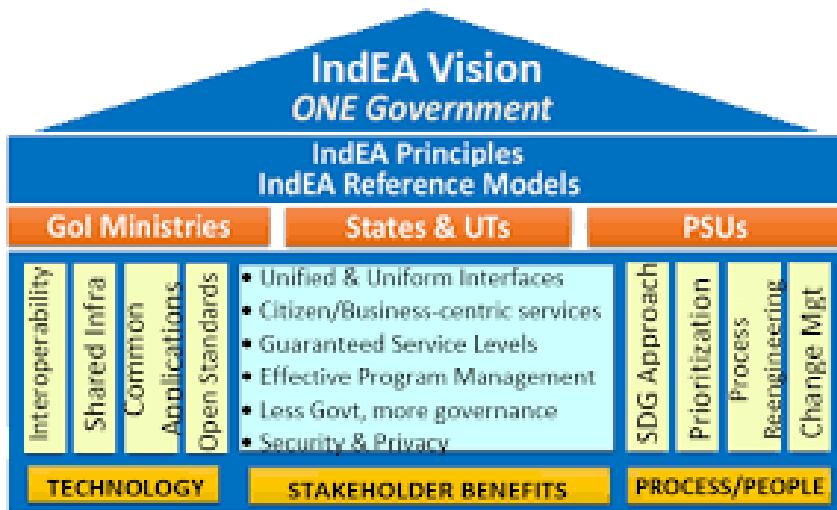 IndEA Vision
ONE Government
IndEA Principles
IndEA Reference Models
GoI Ministries
States & UTs
PSUs
Interoperability
Shared Infra
Common
Applications
Open Standards
• Unified & Uniform Interfaces
• Citizen/Business-centric services
• Guaranteed Service Levels
• Effective Program Management
• Less Govt, more governance
• Security & Privacy
SDG Approach
Prioritization
Process
Reengineering
Change Mgt
TECHNOLOGY
STAKEHOLDER BENEFITS
PROCESS/PEOPLE